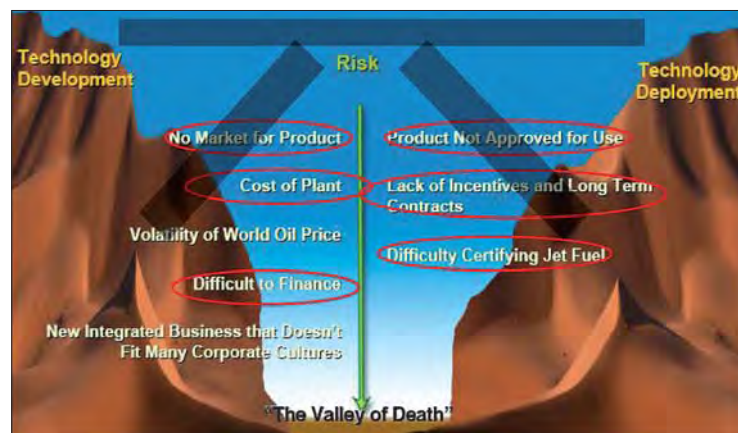 Technology
Development
Risk
Technology
Deployment
No Market for Product
Product Not Approved for Use
Cost of Plant
Lack of Incentives and Long Term
Contracts
Volatility of World Oil Price
Difficulty Certifying Jet Fuel
Difficult to Finance
New Integrated Business that Doesn't
Fit Many Corporate Cultures
"The Valley of Death"